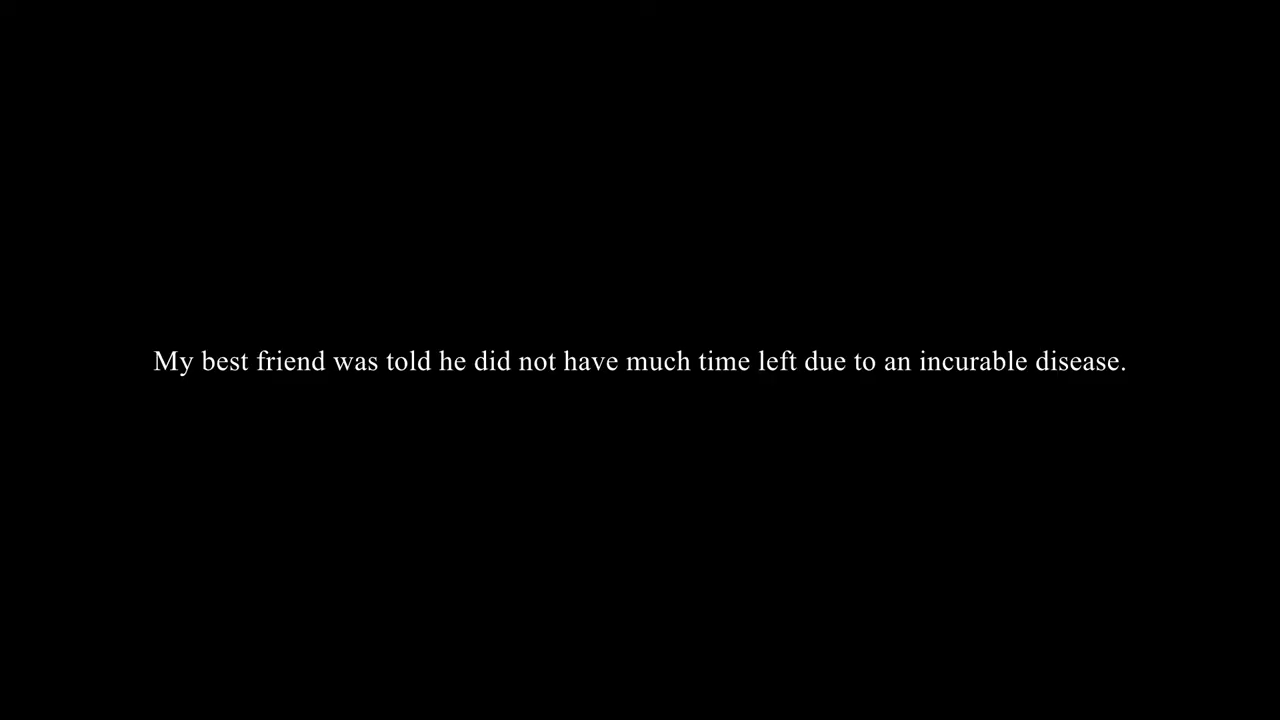 My best friend was told he did not have much time left due to an incurable disease.